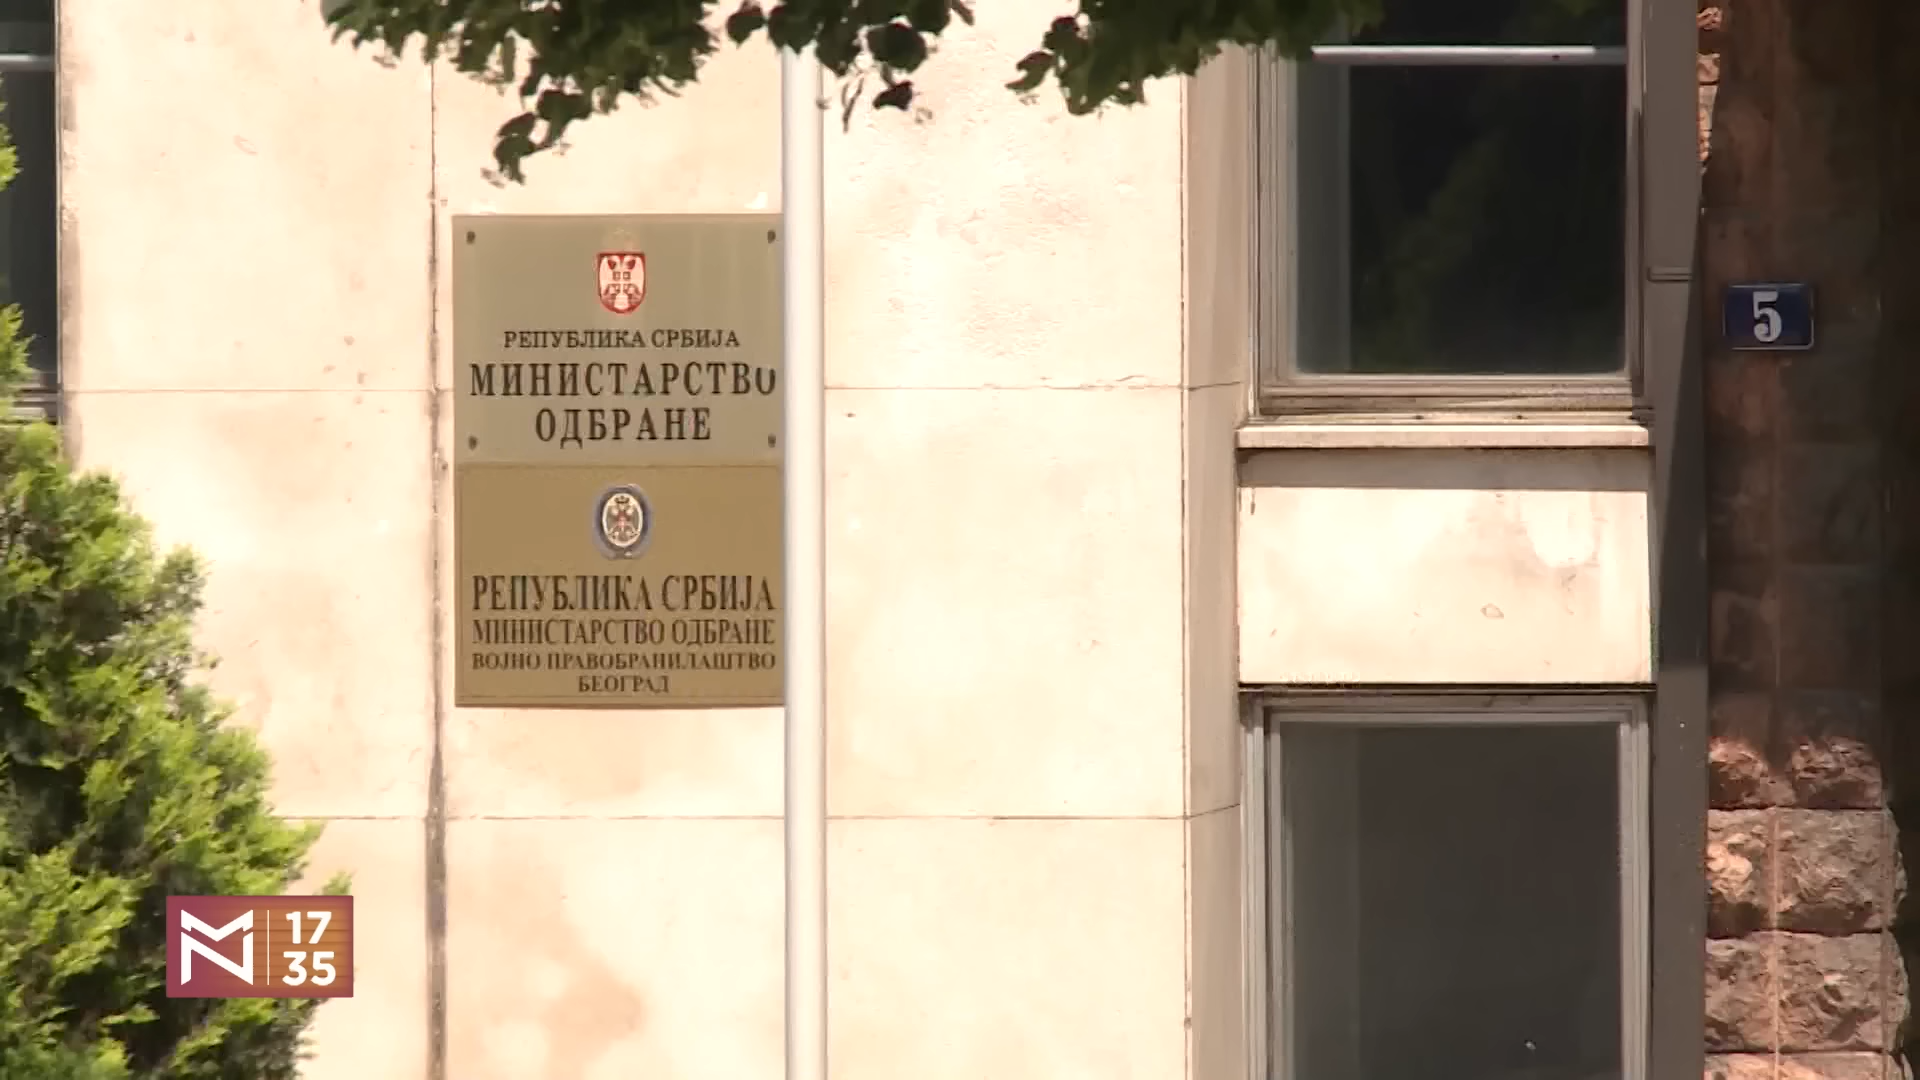 РЕПУБЛИКА СРБИЈА
МИНИСТАРСТВО
ОДБРАНЕ
РЕПУБЛИКА СРБИЈА
МИНИСТАРСТВО ОДБРАНЕ
ВОЈНО ПРАВОБРАНИЛАШТВО
БЕОГРАД
5
17
35